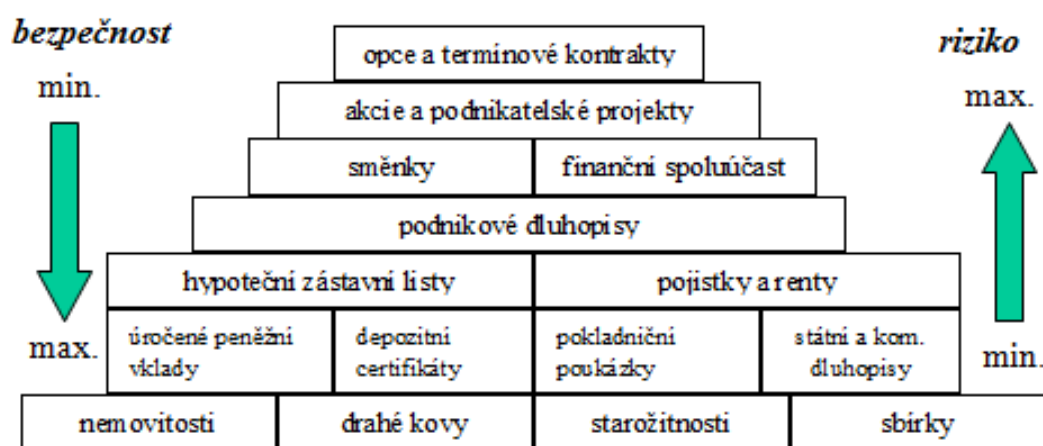 bezpečnost
riziko
min.
max.
opce a termínové kontrakty
akcie a podnikatelské projekty
směnky
finanční spoluúčast
podnikové dluhopisy
hypoteční zástavní listy
pojistky a renty
úročené peněžní
vklady
depozitní
certifikáty
pokladniční
poukázky
státní a kom.
dluhopisy
max.
min.
nemovitosti
drahé kovy
starožitnosti
sbírky